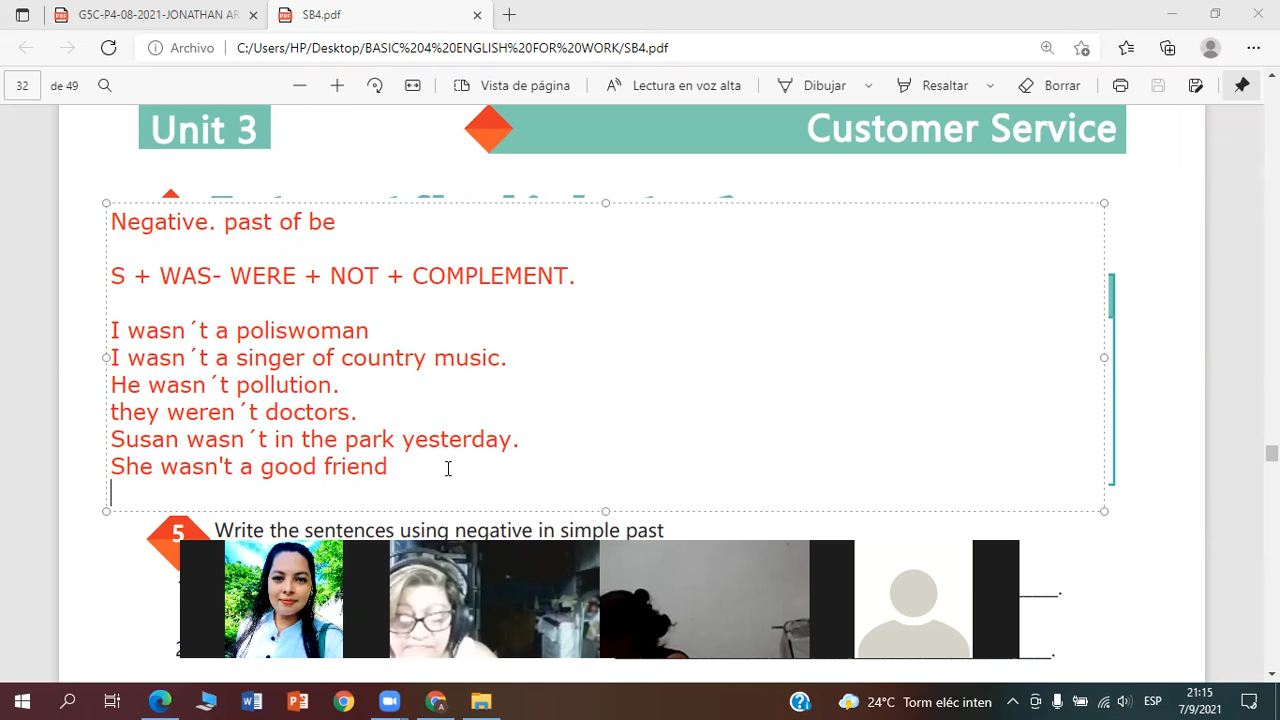 G5C-P4-08-2021-JONATHAN AR
SB4.pdf
Archivo
C:/Users/HP/Desktop/BASIC%204%20ENGLISH%20FOR%20WORK/SB4.pdf
32 de 49
Vista de página
Lectura en voz alta
Dibujar
Resaltar
Borrar
Unit 3
Customer Service
Negative. past of be
S + WAS- WERE + NOT + COMPLEMENT.
I wasn´t a poliswoman
I wasn´t a singer of country music.
He wasn´t pollution.
they weren´t doctors.
Susan wasn´t in the park yesterday.
She wasn't a good friend
5 Write the sentences using negative in simple past
24°C Torm eléc inten
ESP
21:15
7/9/2021